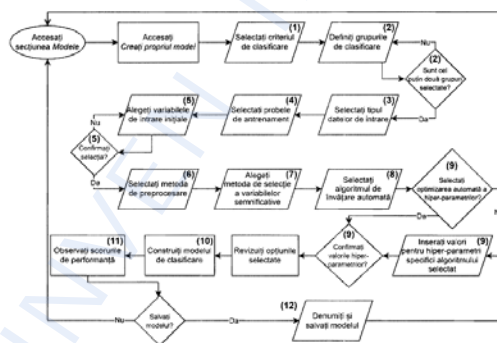 Accesați
secțiunea Modele
Accesați
Creați propriul model
(1)
Selectați criteriul
de clasificare
(2)
Definiți grupurile
de clasificare
Nu
(2)
Sunt cel
puțin două grupuri
selectate?
Da
(5)
Alegeți variabilele
de intrare inițiale
(4)
Selectați probele
de antrenament
(3)
Selectați tipul
datelor de intrare
Nu
(5)
Confirmați
selecția?
Da
(6)
Selectați metoda
de preprocesare
(7)
Alegeți
metoda de selecție
a variabilelor
semnificative
(8)
Selectați
algoritmul de
învățare automată
(9)
Selectați
optimizarea automată a
hiper-parametrilor?
Da
(11)
Observați scorurile
de performanță
(10)
Construiți modelul
de clasificare
Revizuiți opțiunile
selectate
(9)
Confirmați
valorile hiper-
parametrilor?
(9)
Inserați valori
pentru hiper-parametri
specifici algoritmului
selectat
Nu
Salvați
modelul?
Da
(12)
Denumiți și
salvați modelul